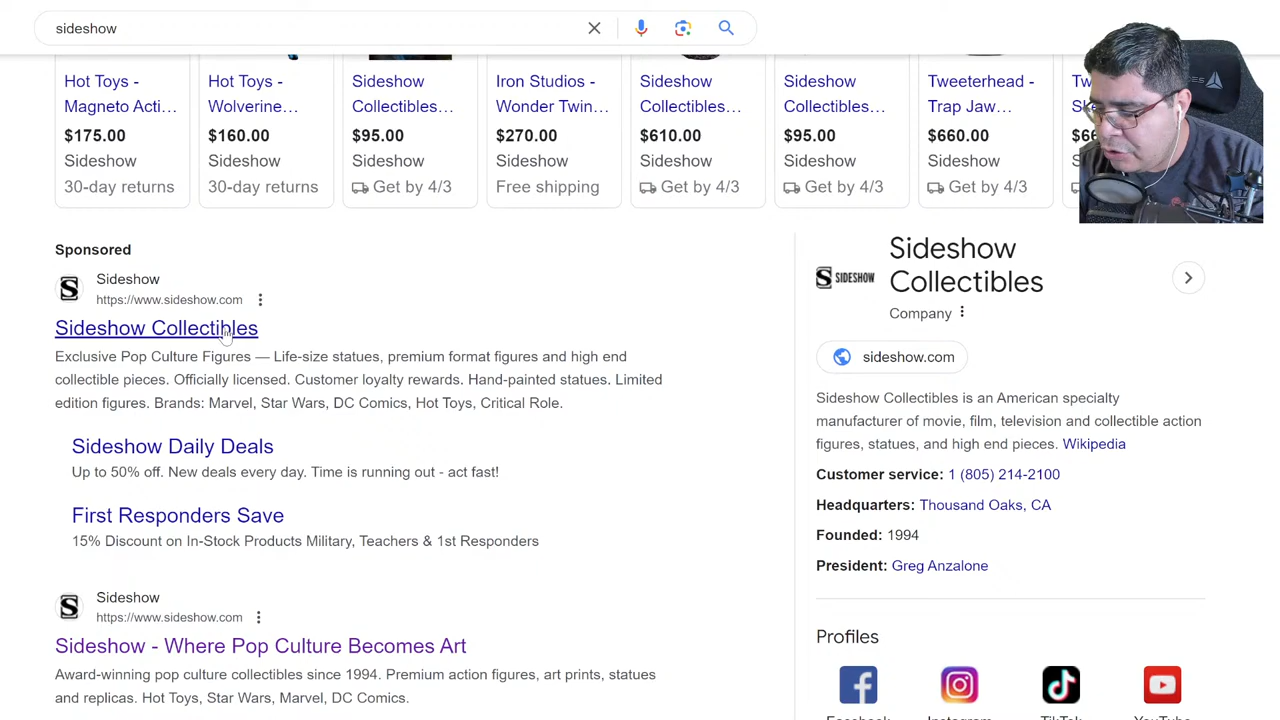 sideshow
Hot Toys -
Magneto Acti...
$175.00
Sideshow
30-day returns
Hot Toys -
Wolverine...
$160.00
Sideshow
30-day returns
Sideshow
Collectibles...
$95.00
Sideshow
Get by 4/3
Iron Studios -
Wonder Twin...
$270.00
Sideshow
Free shipping
Sideshow
Collectibles...
$610.00
Sideshow
Get by 4/3
Sideshow
Collectibles...
$95.00
Sideshow
Get by 4/3
Tweeterhead -
Trap Jaw...
$660.00
Sideshow
Get by 4/3
Sponsored
S
Sideshow
https://www.sideshow.com
Sideshow Collectibles
Exclusive Pop Culture Figures — Life-size statues, premium format figures and high end
collectible pieces. Officially licensed. Customer loyalty rewards. Hand-painted statues. Limited
edition figures. Brands: Marvel, Star Wars, DC Comics, Hot Toys, Critical Role.
Sideshow Daily Deals
Up to 50% off. New deals every day. Time is running out - act fast!
First Responders Save
15% Discount on In-Stock Products Military, Teachers & 1st Responders
S
Sideshow
https://www.sideshow.com
Sideshow - Where Pop Culture Becomes Art
Award-winning pop culture collectibles since 1994. Premium action figures, art prints, statues
and replicas. Hot Toys, Star Wars, Marvel, DC Comics.
S SIDESHOW
Sideshow
Collectibles
Company
sideshow.com
Sideshow Collectibles is an American specialty
manufacturer of movie, film, television and collectible action
figures, statues, and high end pieces. Wikipedia
Customer service: 1 (805) 214-2100
Headquarters: Thousand Oaks, CA
Founded: 1994
President: Greg Anzalone
Profiles
Facebook
Instagram
TikTok
YouTube